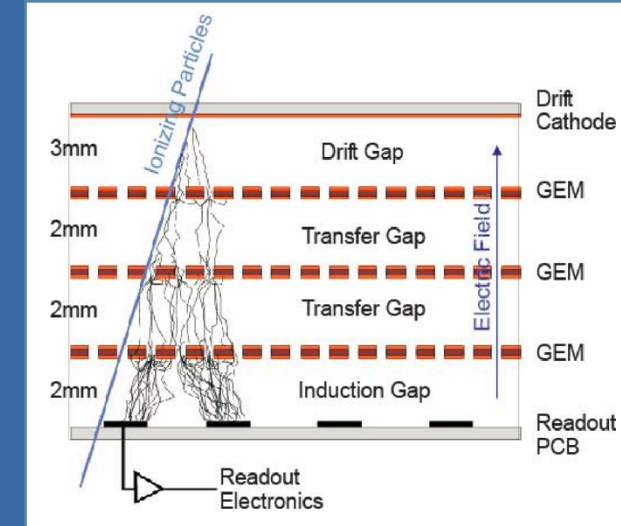 Ionizing Particles
Drift
Cathode
3mm
Drift Gap
GEM
2mm
Transfer Gap
Electric Field
GEM
2mm
Transfer Gap
GEM
2mm
Induction Gap
Readout
PCB
Readout
Electronics